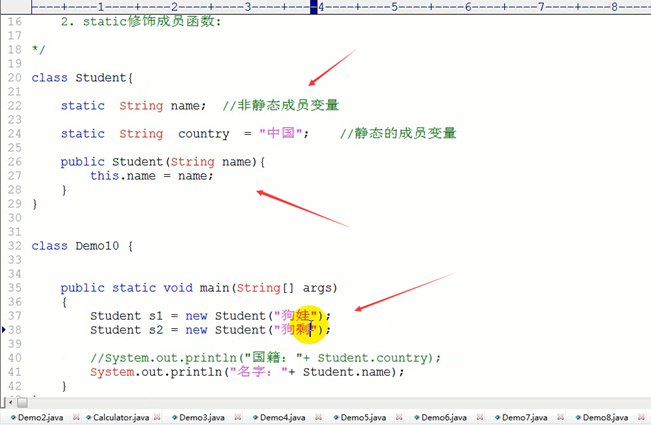 ----+----1----+----2----+----3----+----4----+----5----+----6----+----7----+----8----
16 2. static修饰成员函数:
17
18 */
19
20 class Student{
21
22 static String name; //非静态成员变量
23
24 static String country = "中国"; //静态的成员变量
25
26 public Student(String name){
27 this.name = name;
28 }
29 }
30
31
32 class Demo10 {
33
34
35 public static void main(String[] args)
36 {
37 Student s1 = new Student("狗娃");
38 Student s2 = new Student("狗剩");
39
40 //System.out.println("国籍："+ Student.country);
41 System.out.println("名字："+ Student.name);
42 }
Demo2.java Calculator.java Demo3.java Demo4.java Demo5.java Demo6.java Demo7.java Demo8.java